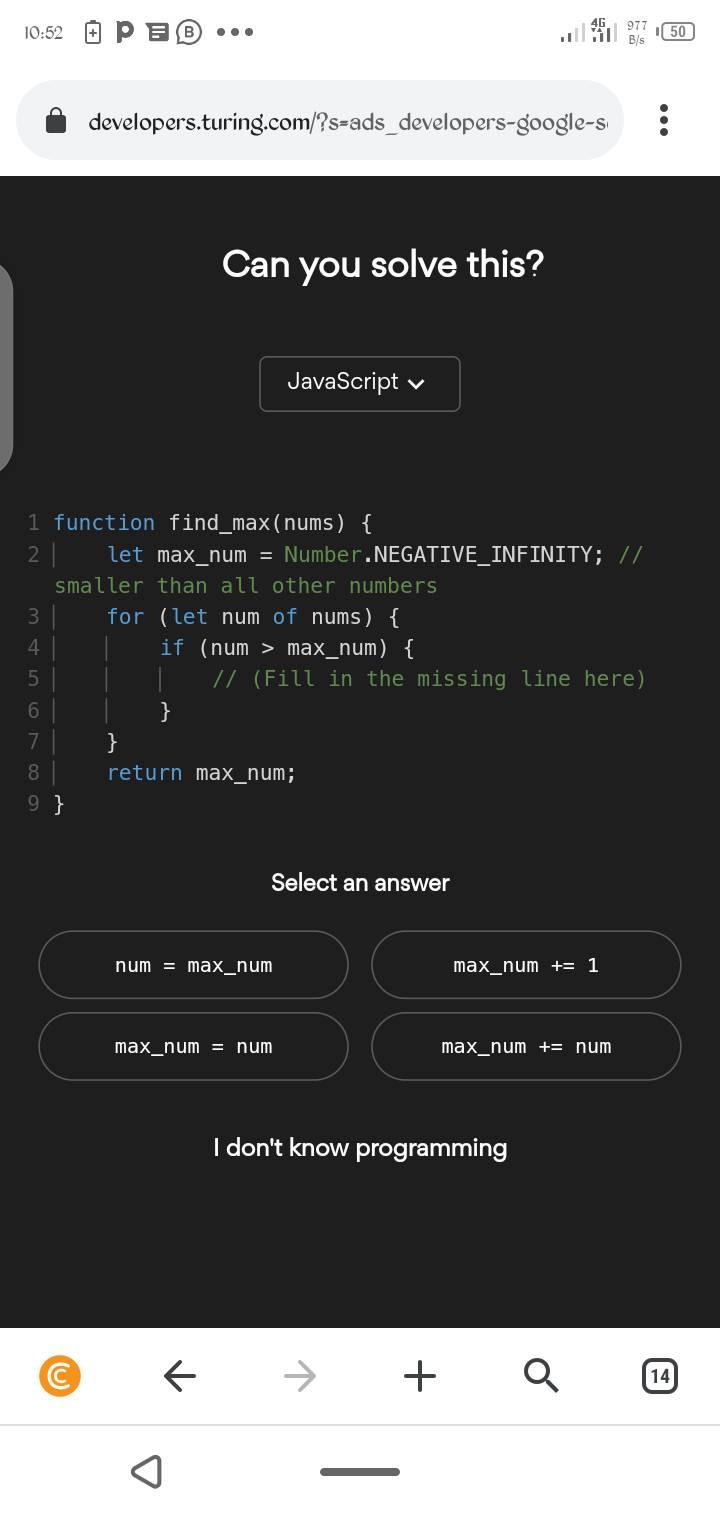 10:52
4G
977
B/s
50
developers.turing.com/?s=ads_developers-google-s
Can you solve this?
JavaScript
1 function find_max(nums) {
2 let max_num = Number.NEGATIVE_INFINITY; //
smaller than all other numbers
3 for (let num of nums) {
4 if (num > max_num) {
5 // (Fill in the missing line here)
6 }
7 }
8 return max_num;
9 }
Select an answer
num = max_num
max_num += 1
max_num = num
max_num += num
I don't know programming
14